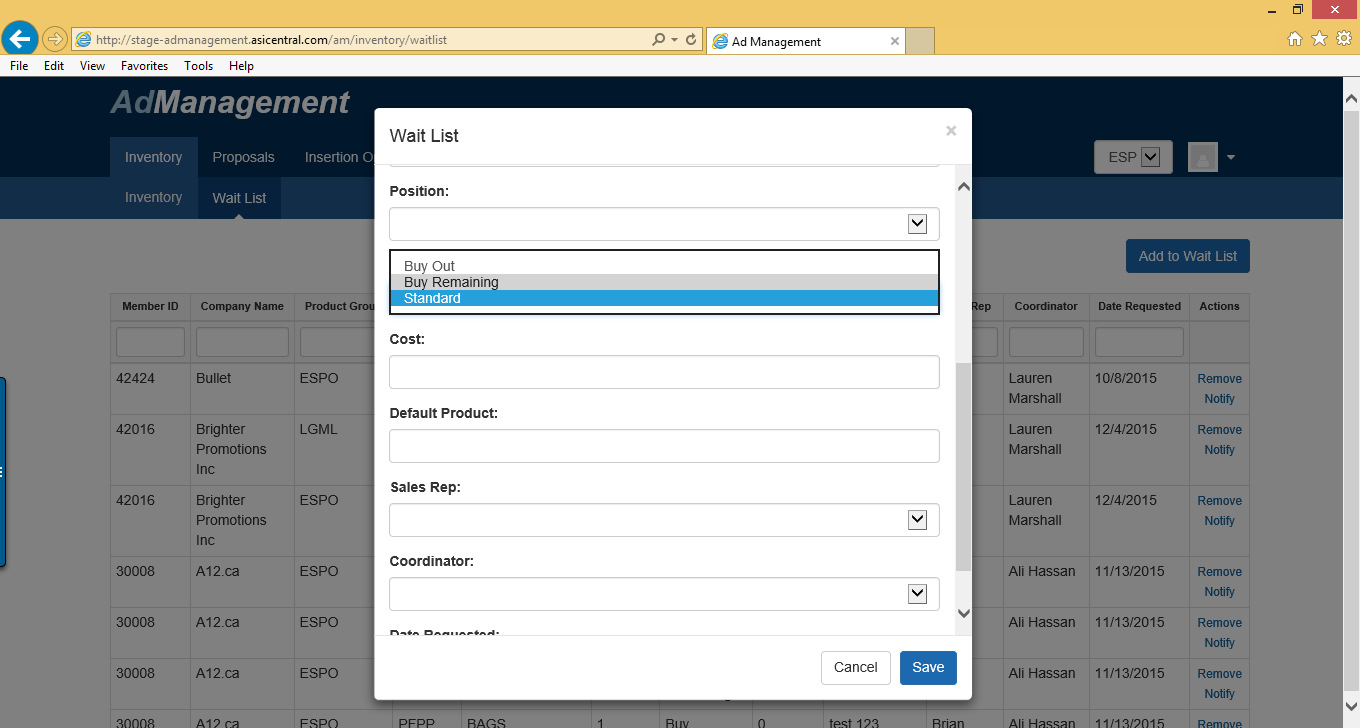 http://stage-admanagement.asicentral.com/am/inventory/waitlist
Ad Management
File Edit View Favorites Tools Help
AdManagement
Inventory Proposals Insertion O
ESP
Inventory Wait List
Add to Wait List
Wait List
Position:
Buy Out
Buy Remaining
Standard
Cost:
Default Product:
Sales Rep:
Coordinator:
Date Requested:
Cancel Save
Member ID Company Name Product Grou Rep Coordinator Date Requested Actions
42424 Bullet ESPO Lauren Marshall 10/8/2015 Remove
Notify
42016 Brighter Promotions Inc LGML Lauren Marshall 12/4/2015 Remove
Notify
42016 Brighter Promotions Inc ESPO Lauren Marshall 12/4/2015 Remove
Notify
30008 A12.ca ESPO Ali Hassan 11/13/2015 Remove
Notify
30008 A12.ca ESPO Ali Hassan 11/13/2015 Remove
Notify
30008 A12.ca ESPO Ali Hassan 11/13/2015 Remove
Notify
30008 A12.ca ESPO PEPP BAGS 1 Buy 0 test 123 Brian Ali Hassan 11/13/2015 Remove